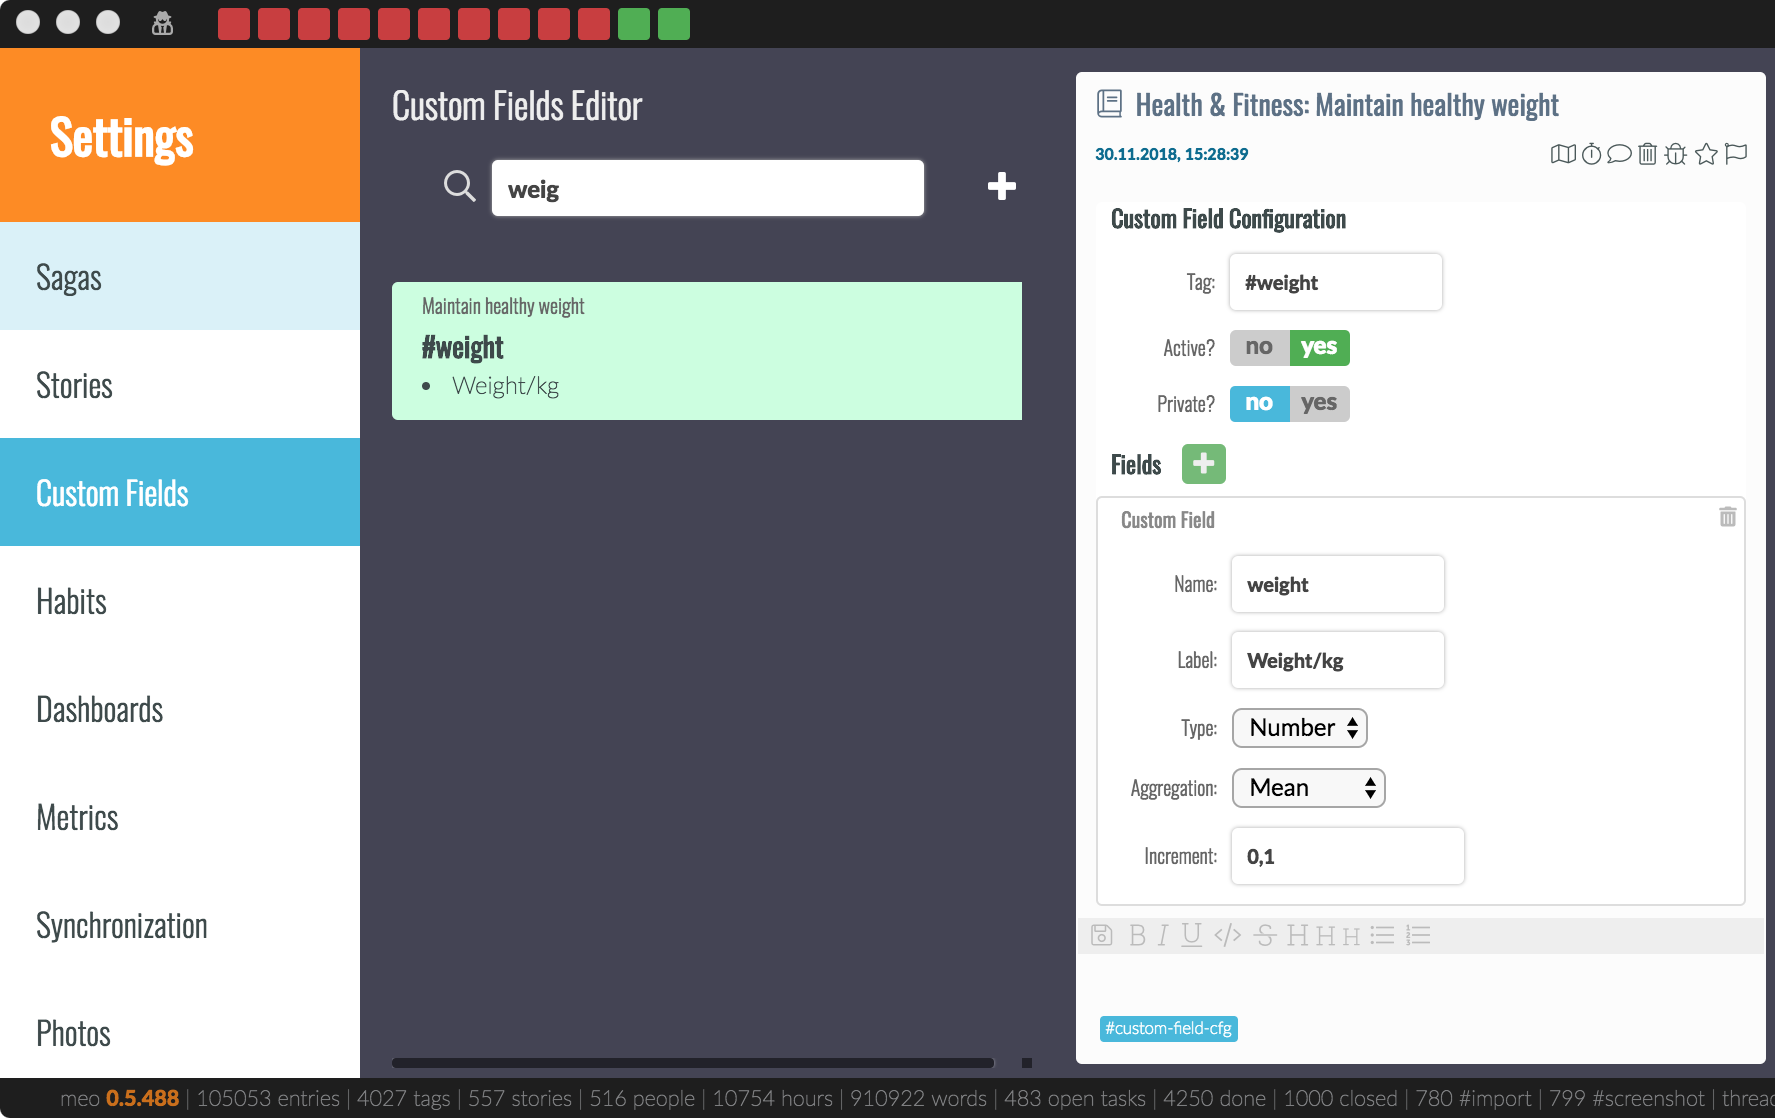 Settings
Sagas
Stories
Custom Fields
Habits
Dashboards
Metrics
Synchronization
Photos
Custom Fields Editor
weig
Maintain healthy weight
#weight
• Weight/kg
Health & Fitness: Maintain healthy weight
30.11.2018, 15:28:39
Custom Field Configuration
Tag: #weight
Active? no yes
Private? no yes
Fields
Custom Field
Name: weight
Label: Weight/kg
Type: Number
Aggregation: Mean
Increment: 0,1
B I U </> S H H H
#custom-field-cfg
meo 0.5.488 | 105053 entries | 4027 tags | 557 stories | 516 people | 10754 hours | 910922 words | 483 open tasks | 4250 done | 1000 closed | 780 #import | 799 #screenshot | threa